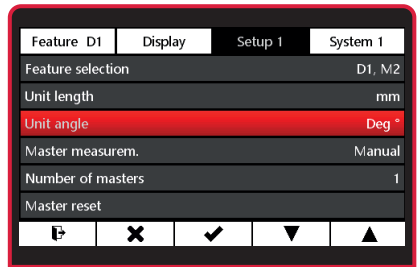 Feature D1 Display Setup 1 System 1
Feature selection D1, M2
Unit length mm
Unit angle Deg °
Master measurem. Manual
Number of masters 1
Master reset